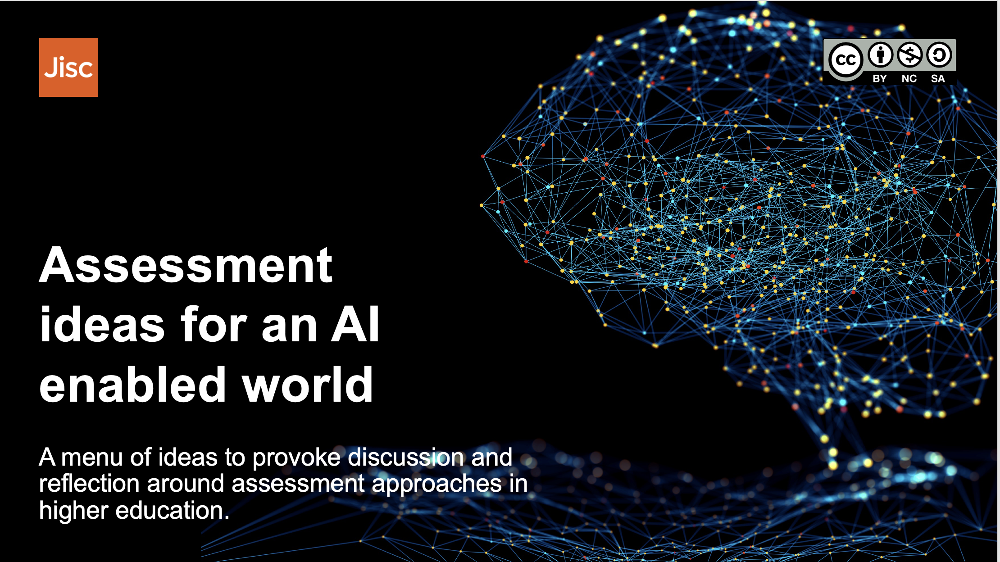 Jisc
cc
BY NC SA
Assessment
ideas for an AI
enabled world
A menu of ideas to provoke discussion and
reflection around assessment approaches in
higher education.